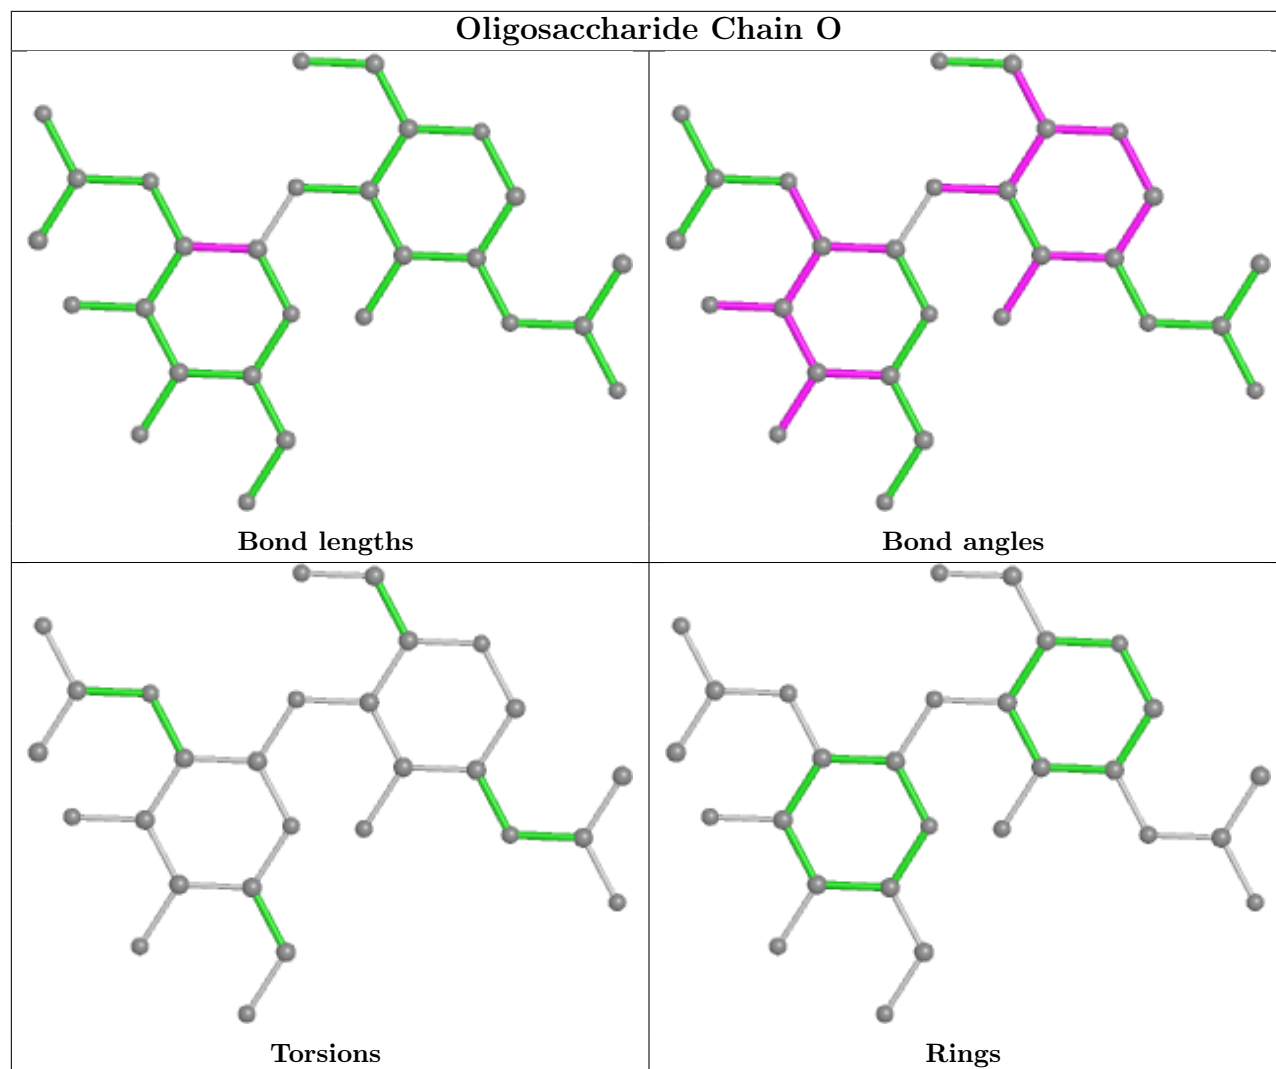 Oligosaccharide Chain O
Bond lengths
Bond angles
Torsions
Rings